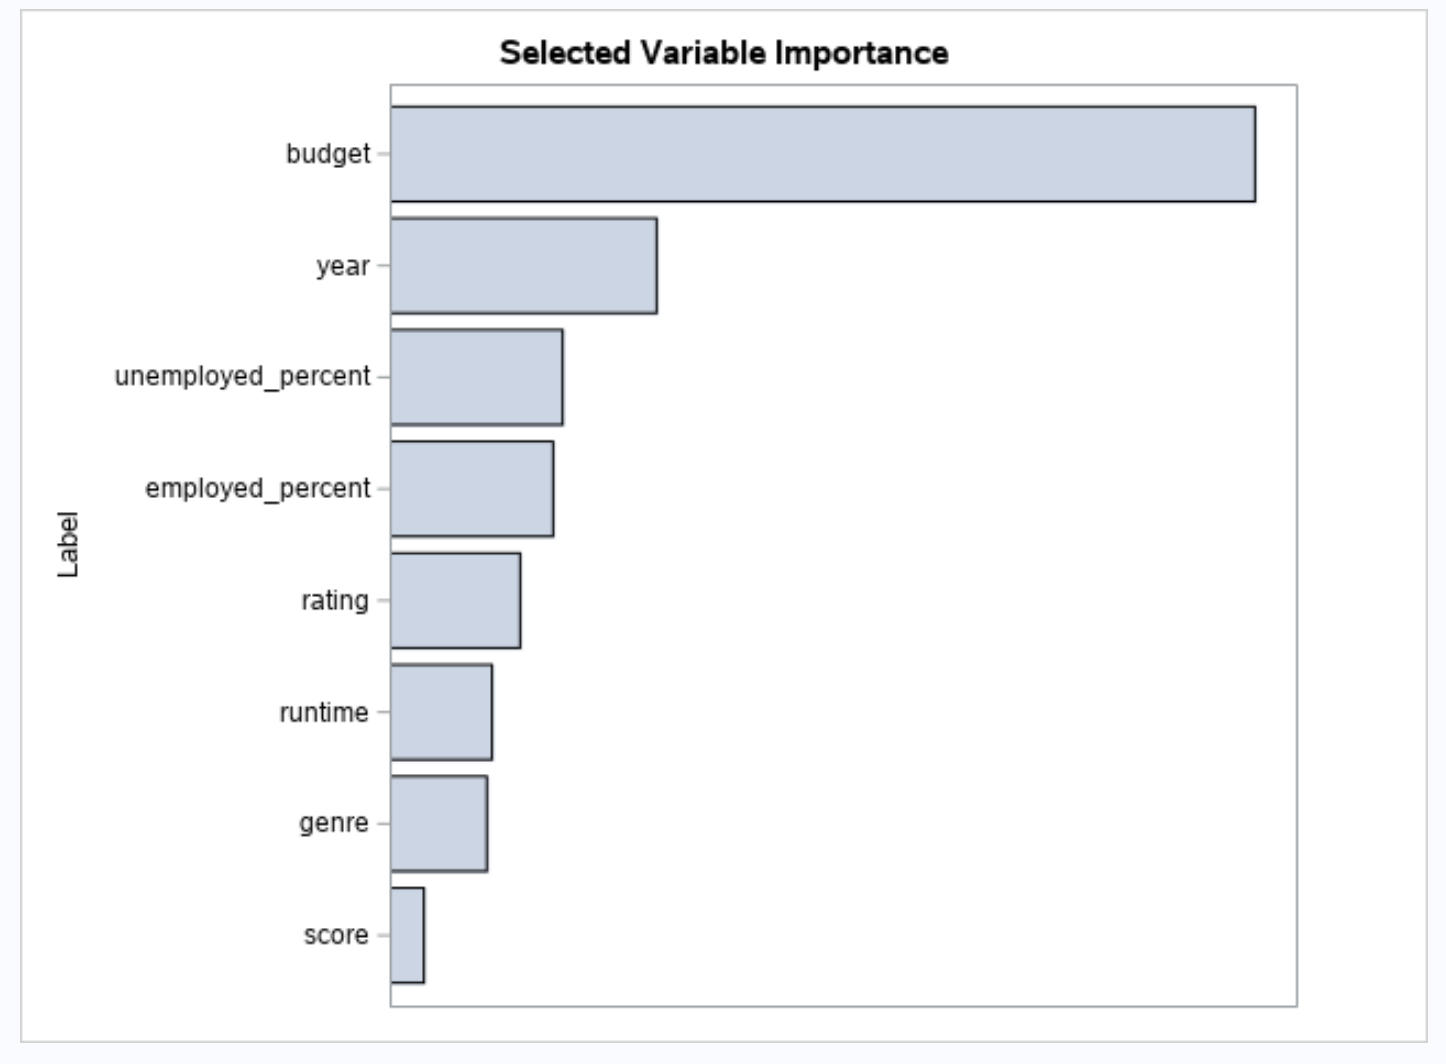 Selected Variable Importance
budget
year
unemployed_percent
employed_percent
Label
rating
runtime
genre
score